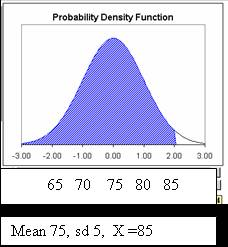 Probability Density Function
-3.00 -2.00 -1.00 0.00 1.00 2.00 3.00
65 70 75 80 85
Mean 75, sd 5, X =85